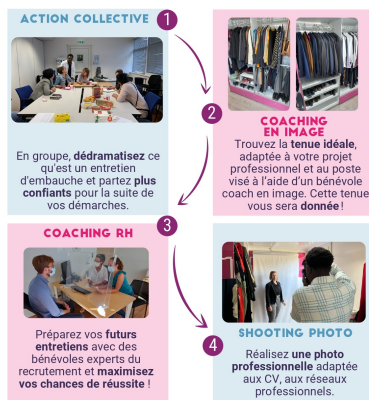 ACTION COLLECTIVE
1
En groupe, dédramatisez ce
qu'est un entretien
d'embauche et partez plus
confiants pour la suite de
vos démarches.
2
COACHING
EN IMAGE
Trouvez la tenue idéale,
adaptée à votre projet
professionnel et au poste
visé à l'aide d'un bénévole
coach en image. Cette tenue
vous sera donnée !
COACHING RH
3
Préparez vos futurs
entretiens avec des
bénévoles experts du
recrutement et maximisez
vos chances de réussite !
4
SHOOTING PHOTO
Réalisez une photo
professionnelle adaptée
aux CV, aux réseaux
professionnels.